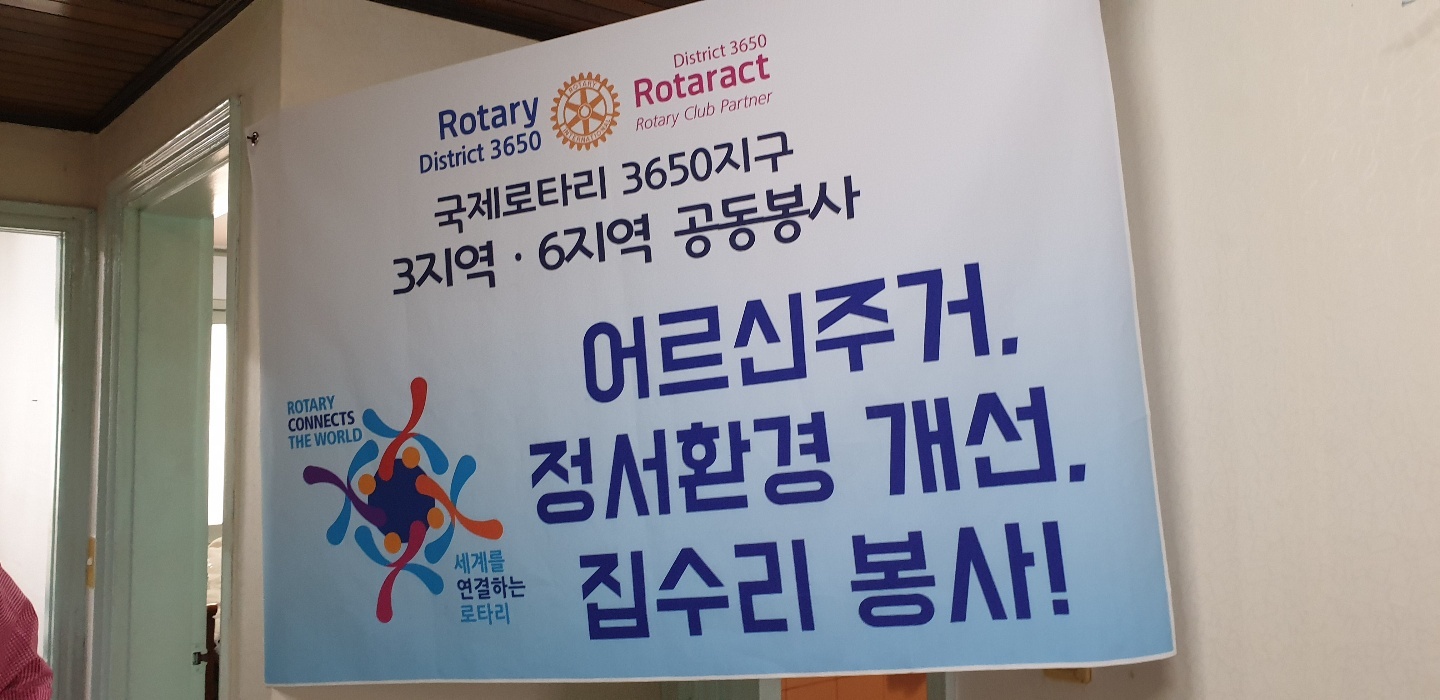 Rotary
District 3650
ROTARY
INTERNATIONAL
District 3650
Rotaract
Rotary Club Partner
국제로타리 3650지구
3지역 · 6지역 공동봉사
어르신주거.
정서환경 개선.
집수리 봉사!
ROTARY
CONNECTS
THE WORLD
세계를
연결하는
로타리